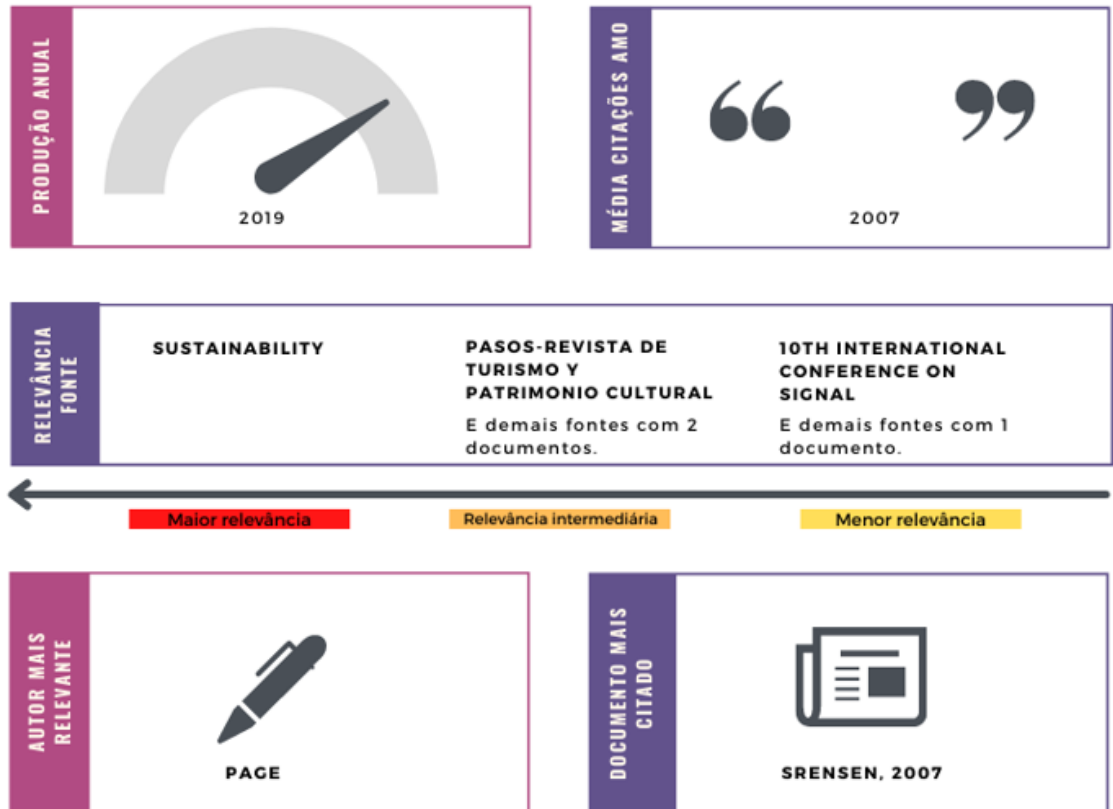 PRODUÇÃO ANUAL
2019
MÉDIA CITAÇÕES AMO
2007
RELEVÂNCIA
FONTE
SUSTAINABILITY
PASOS-REVISTA DE
TURISMO Y
PATRIMONIO CULTURAL
E demais fontes com 2
documentos.
10TH INTERNATIONAL
CONFERENCE ON
SIGNAL
E demais fontes com 1
documento.
Maior relevância
Relevância intermediária
Menor relevância
AUTOR MAIS
RELEVANTE
PAGE
DOCUMENTO MAIS
CITADO
SRENSEN, 2007